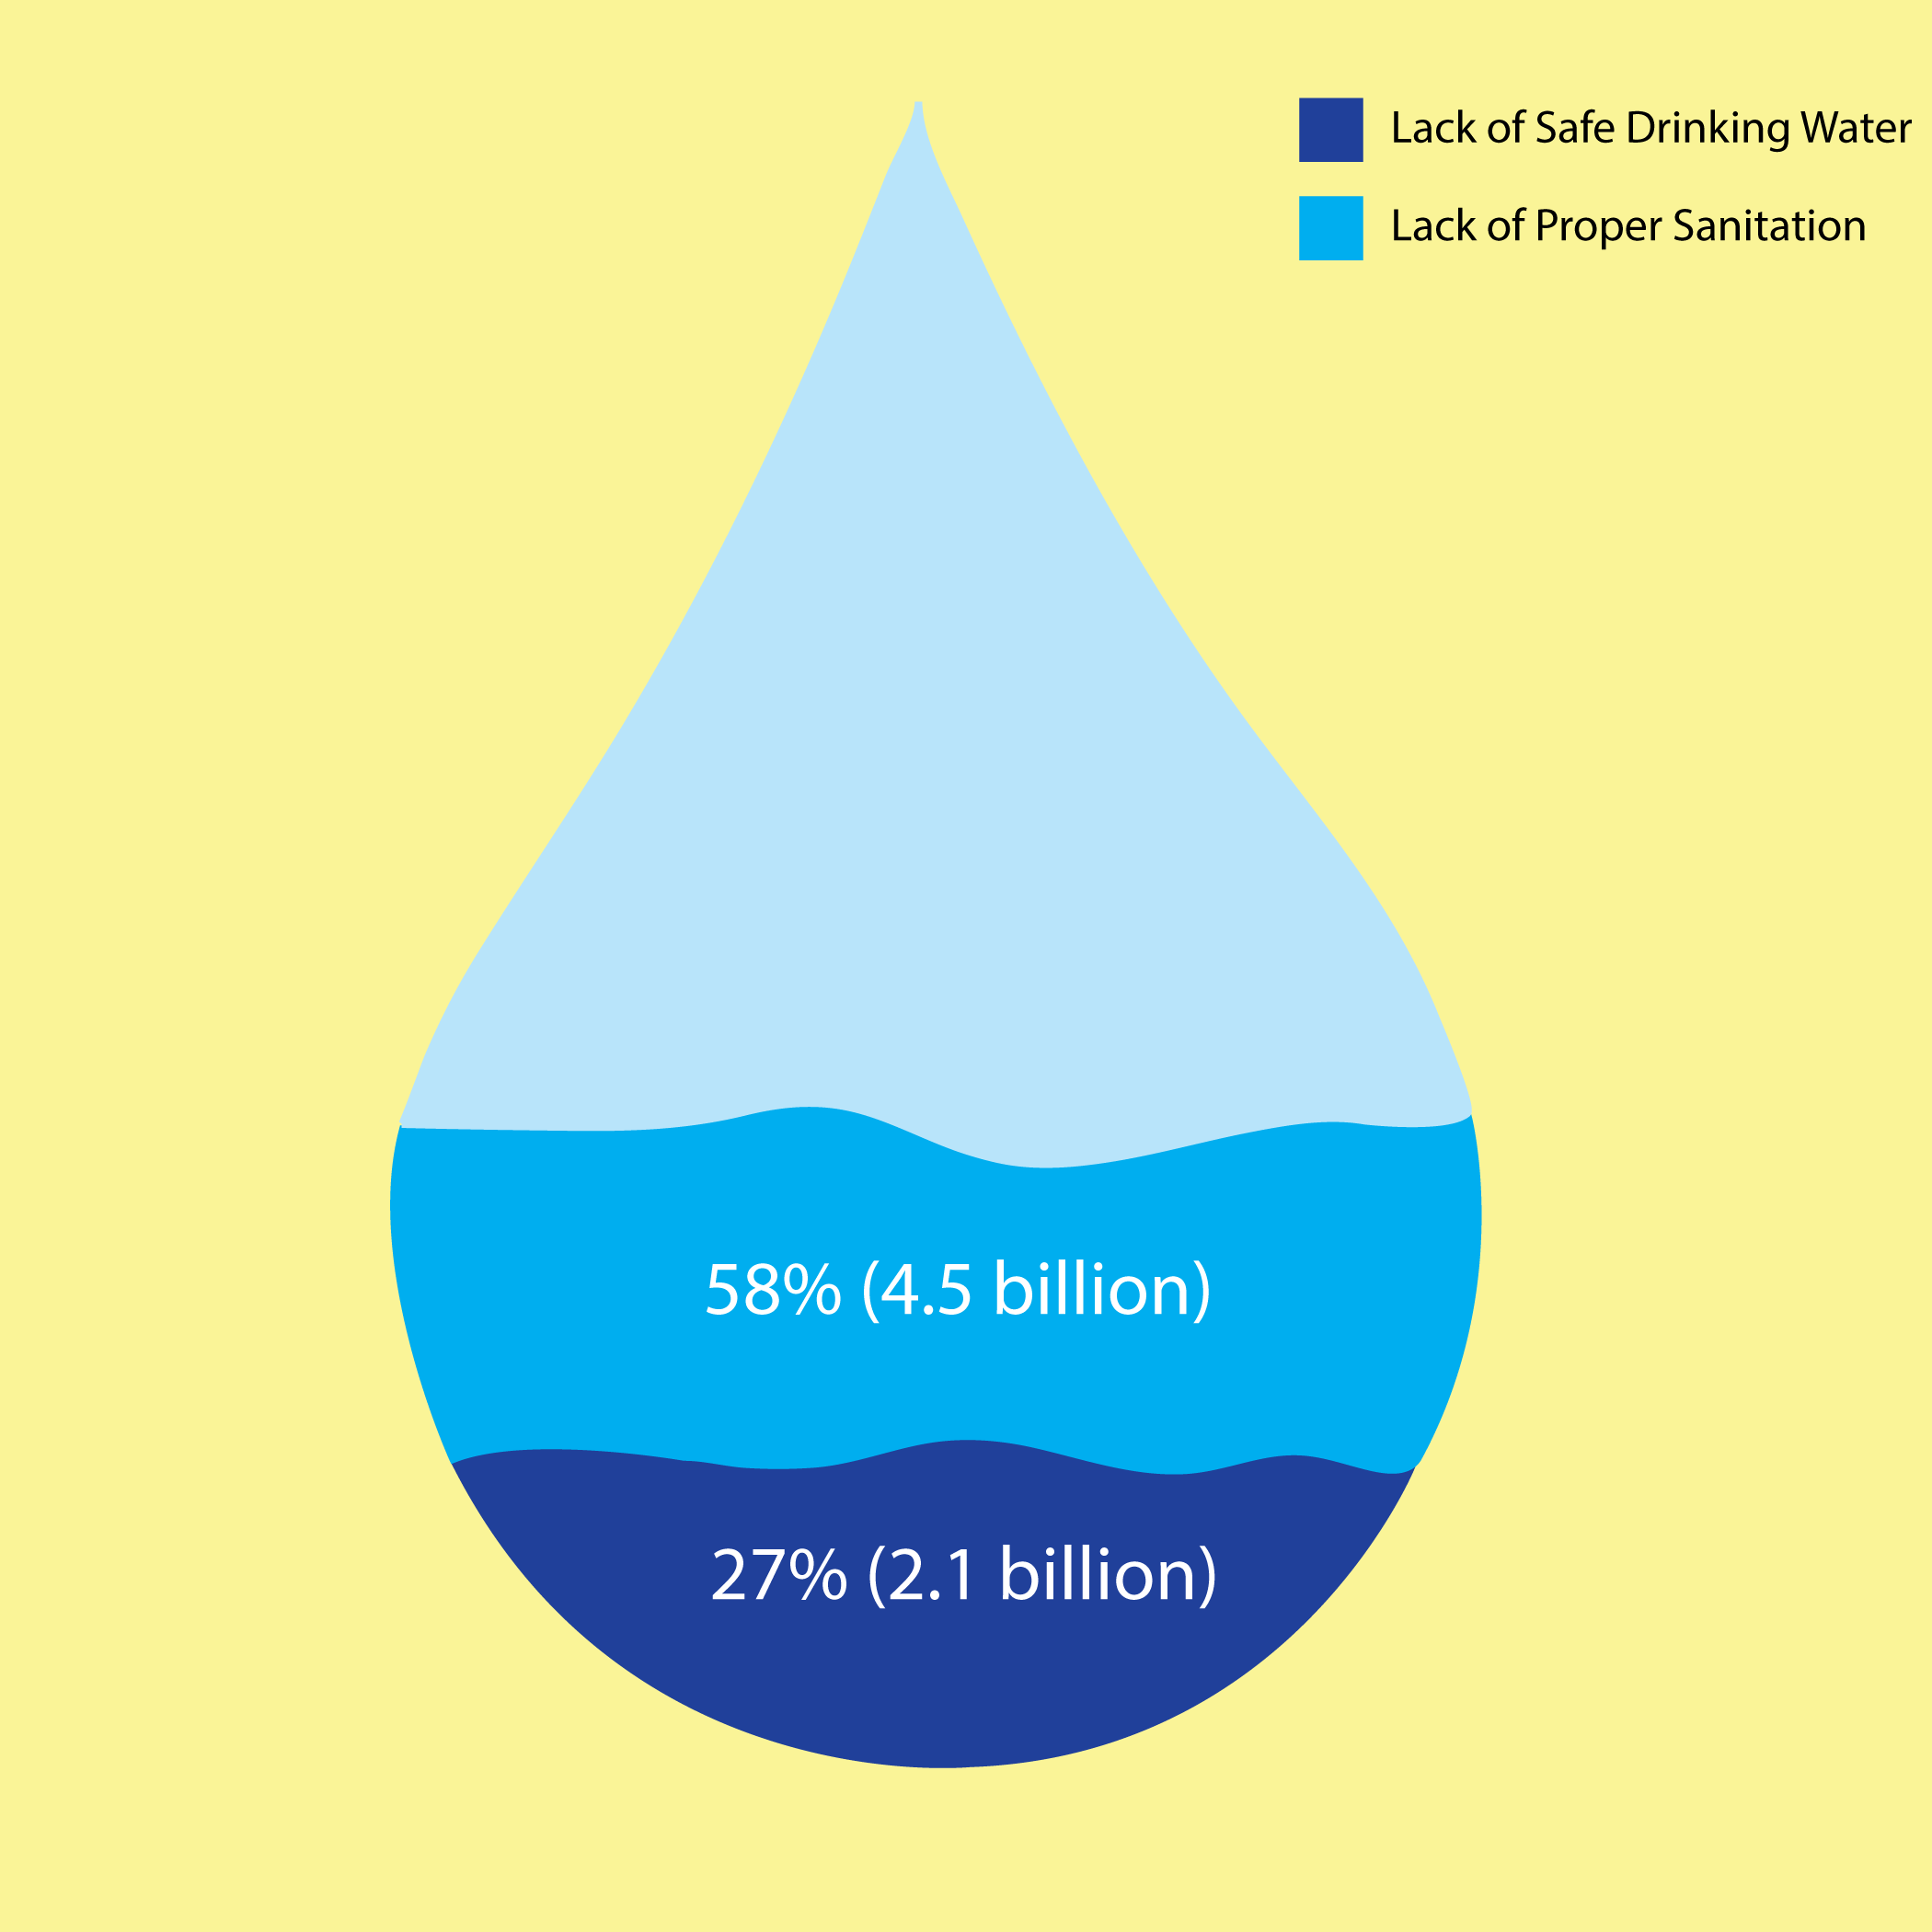 Lack of Safe Drinking Water
Lack of Proper Sanitation
58% (4.5 billion)
27% (2.1 billion)